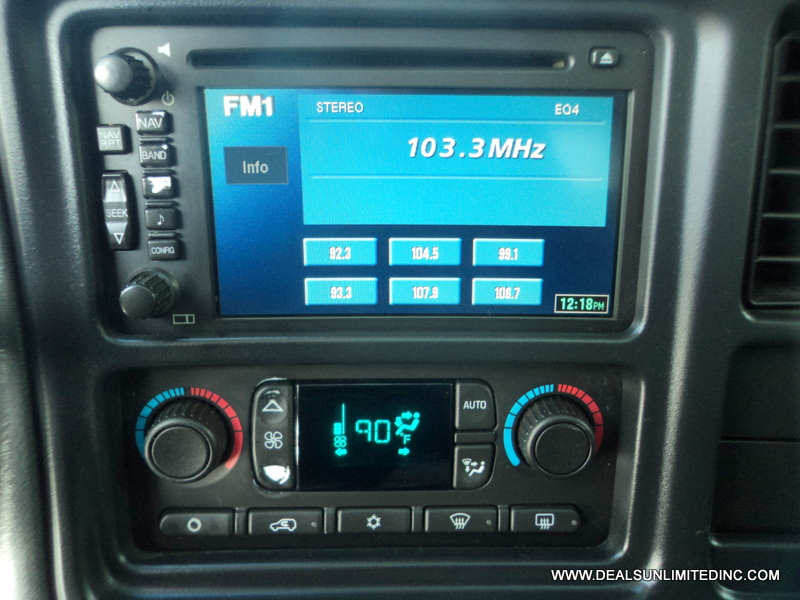 FM1
STEREO
EQ4
103.3MHz
Info
NAV
NAV
RPT
BAND
SEEK
CONFIG
92.3
104.5
99.1
93.3
107.9
106.7
12:18PM
90
F
AUTO
WWW.DEALSUNLIMITEDINC.COM